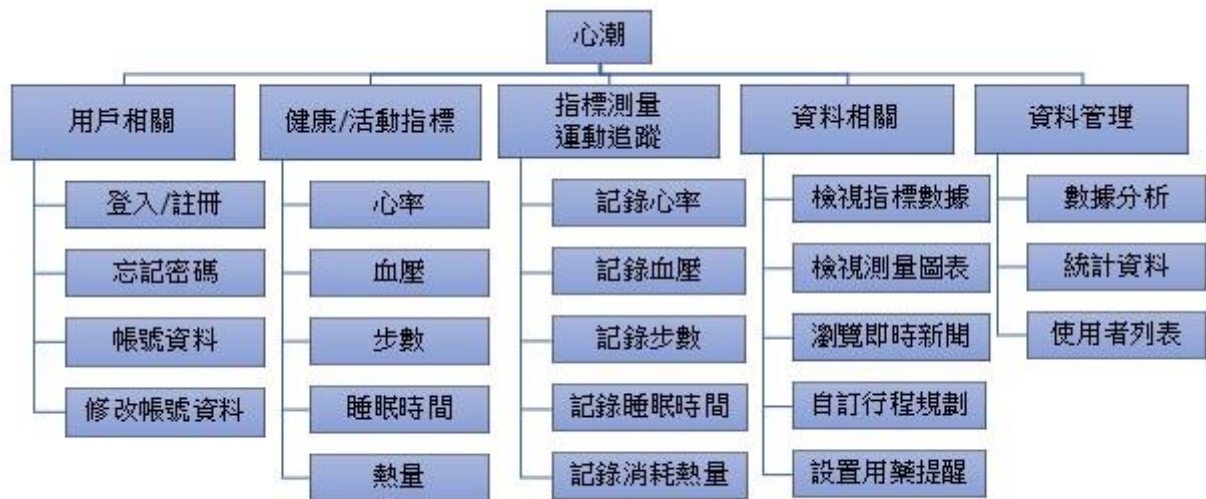 心潮
用戶相關
登入/註冊
忘記密碼
帳號資料
修改帳號資料
健康/活動指標
心率
血壓
步數
睡眠時間
熱量
指標測量
運動追蹤
記錄心率
記錄血壓
記錄步數
記錄睡眠時間
記錄消耗熱量
資料相關
檢視指標數據
檢視測量圖表
瀏覽即時新聞
自訂行程規劃
設置用藥提醒
資料管理
數據分析
統計資料
使用者列表